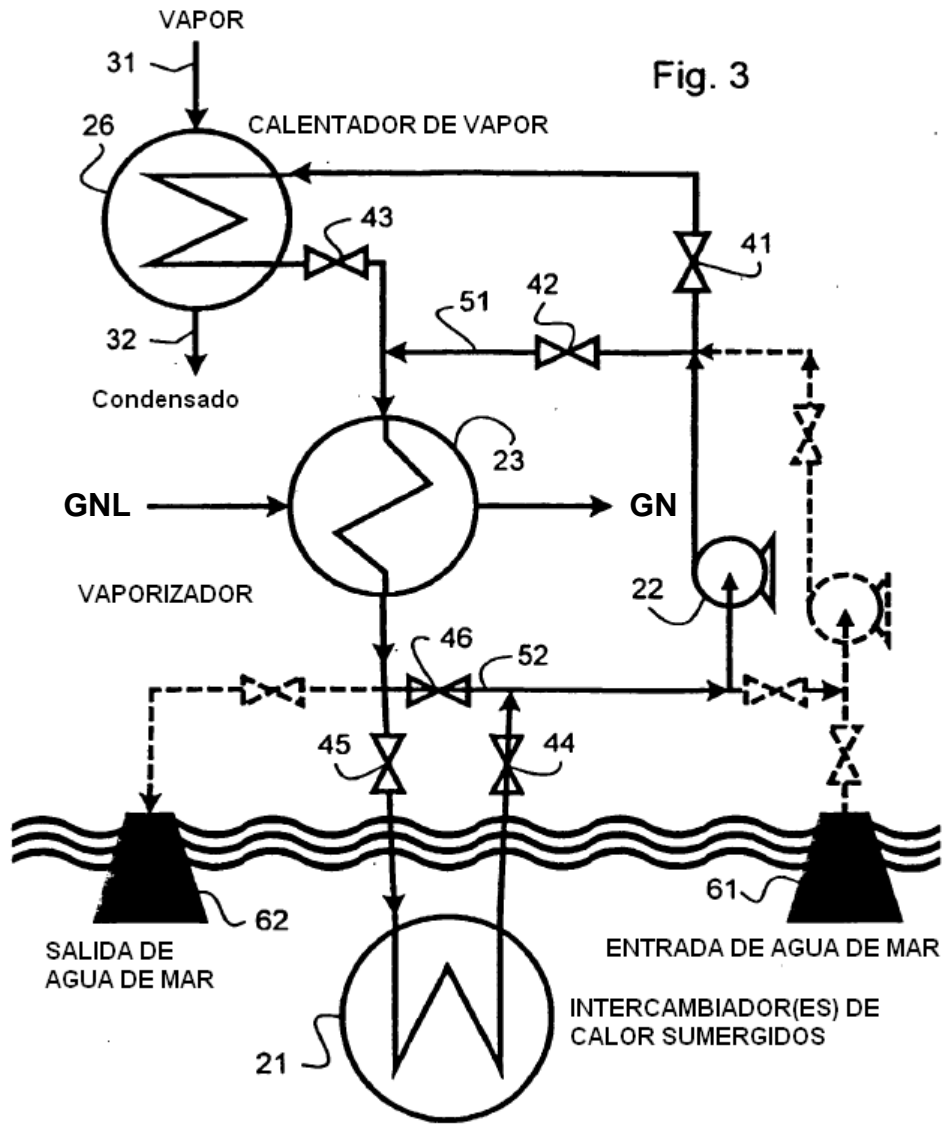 VAPOR
31
Fig. 3
26
CALENTADOR DE VAPOR
43
41
51
42
32
Condensado
23
GNL
GN
VAPORIZADOR
22
46
52
45
44
62
61
SALIDA DE
AGUA DE MAR
ENTRADA DE AGUA DE MAR
INTERCAMBIADOR(ES) DE
CALOR SUMERGIDOS
21